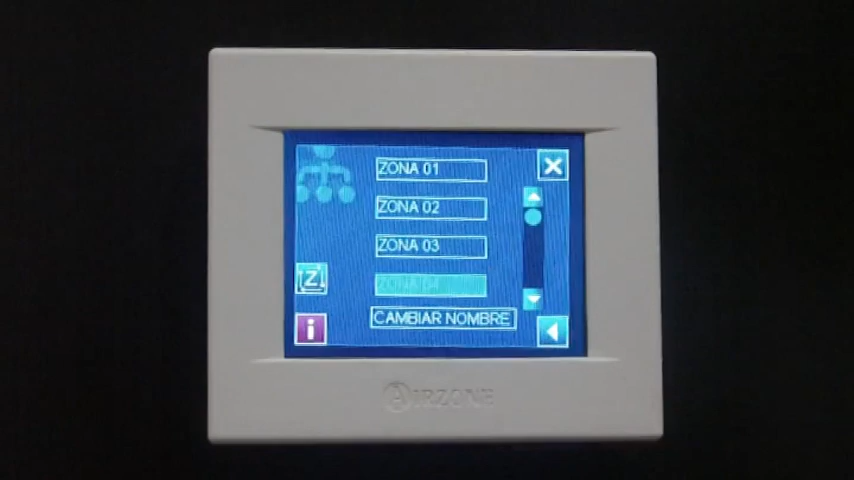 ZONA 01
ZONA 02
ZONA 03
ZONA 04
CAMBIAR NOMBRE
Z
i
AIRZONE